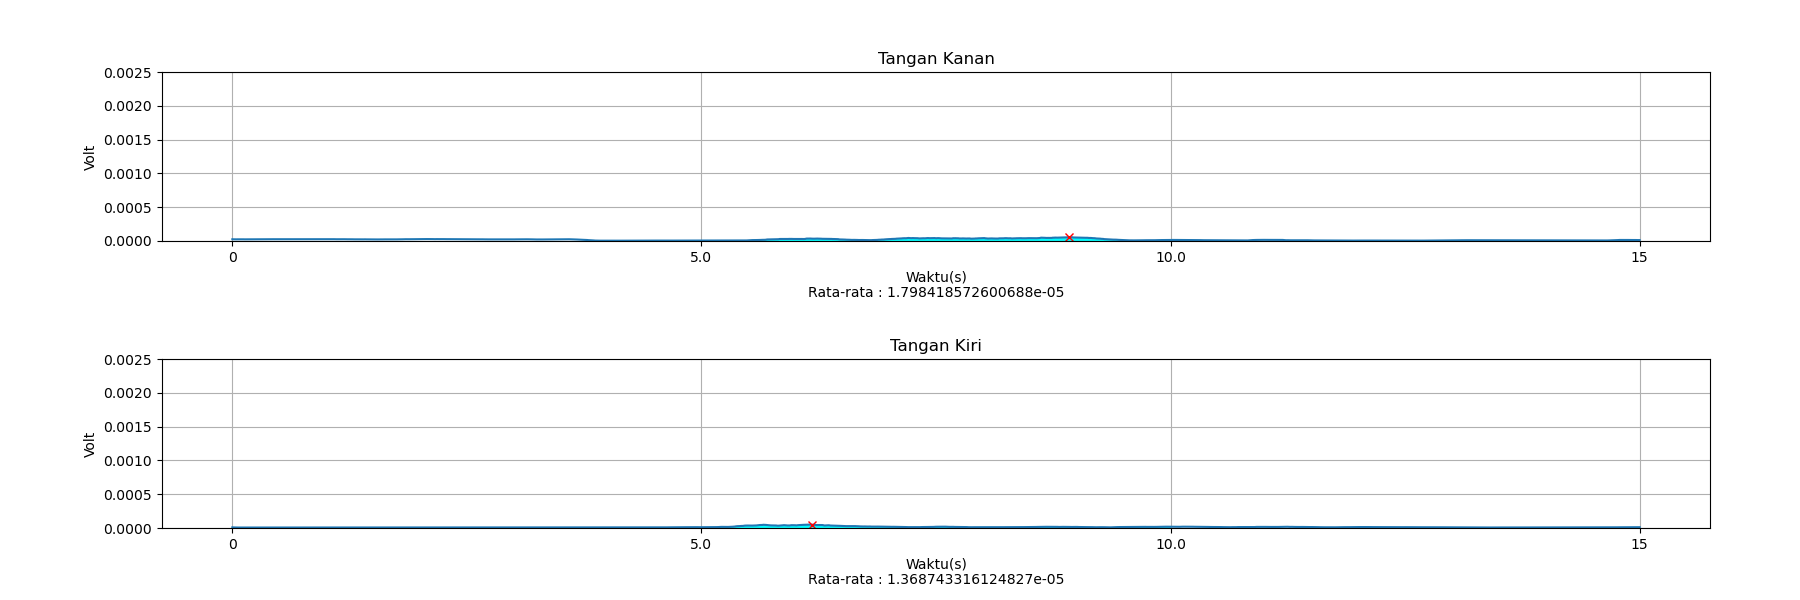 Tangan Kanan
0.0025
0.0020
0.0015
0.0010
0.0005
0.0000
Volt
0 5.0 10.0 15
Waktu(s)
Rata-rata : 1.798418572600688e-05
Tangan Kiri
0.0025
0.0020
0.0015
0.0010
0.0005
0.0000
Volt
0 5.0 10.0 15
Waktu(s)
Rata-rata : 1.368743316124827e-05